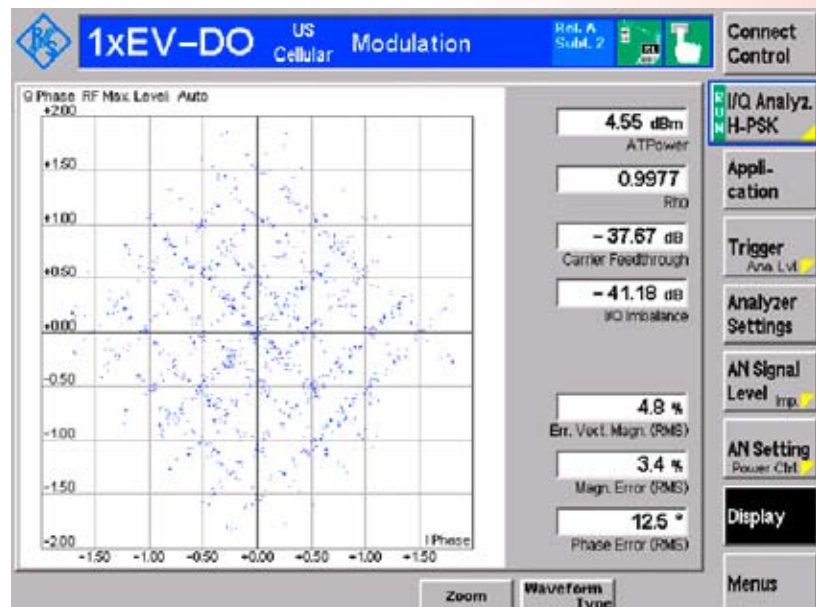 1xEV-DO US Cellular Modulation
Rel. A
Subt. 2
Connect Control
Q Phase RF Max. Level: Auto
+2.00
+1.50
+1.00
+0.50
+0.00
-0.50
-1.00
-1.50
-2.00
-1.50 -1.00 -0.50 +0.00 +0.50 +1.00 +1.50
I Phase
4.55 dBm
ATPower
0.9977
Rho
-37.67 dB
Carrier Feedthrough
-41.18 dB
I/Q Imbalance
4.8 %
Err. Vect. Magn. (RMS)
3.4 %
Magn. Error (RMS)
12.5 °
Phase Error (RMS)
RUN
I/Q Analyz.
H-PSK
Appli-
cation
Trigger
Ana. Lvl.
Analyzer
Settings
AN Signal
Level Imp.
AN Setting
Power Ctrl.
Display
Menus
Zoom
Waveform
Type